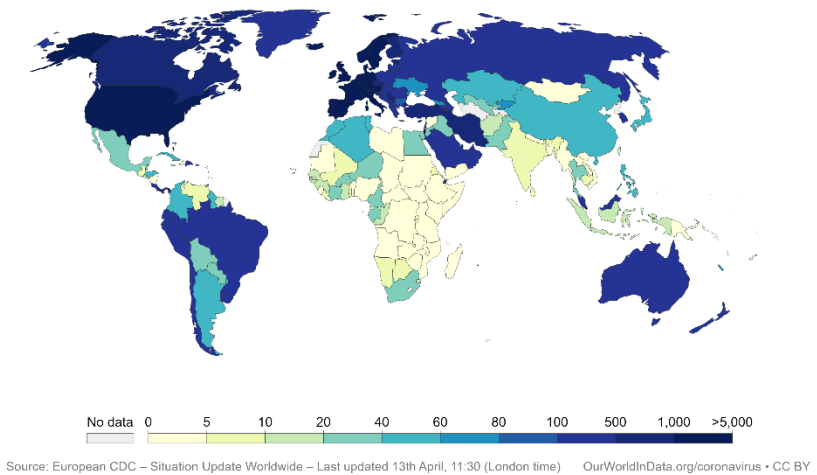 No data 0 5 10 20 40 60 80 100 500 1,000 >5,000
Source: European CDC – Situation Update Worldwide – Last updated 13th April, 11:30 (London time) OurWorldInData.org/coronavirus • CC BY